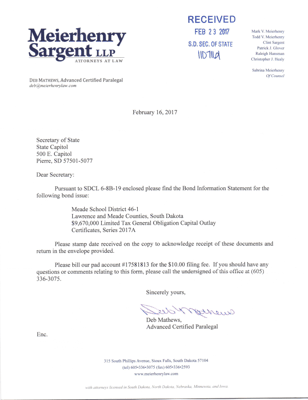 Meierhenry
Sargent LLP
ATTORNEYS AT LAW
RECEIVED
FEB 23 2017
S.D. SEC. OF STATE
Mark V. Meierhenry
Todd V. Meierhenry
Clint Sargent
Patrick J. Glover
Raleigh Hansman
Christopher J. Healy
Sabrina Meierhenry
Of Counsel
DEB MATHEWS, Advanced Certified Paralegal
deb@meierhenrylaw.com
February 16, 2017
Secretary of State
State Capitol
500 E. Capitol
Pierre, SD 57501-5077
Dear Secretary:
Pursuant to SDCL 6-8B-19 enclosed please find the Bond Information Statement for the
following bond issue:
Meade School District 46-1
Lawrence and Meade Counties, South Dakota
$9,670,000 Limited Tax General Obligation Capital Outlay
Certificates, Series 2017A
Please stamp date received on the copy to acknowledge receipt of these documents and
return in the envelope provided.
Please bill our pad account #17581813 for the $10.00 filing fee. If you should have any
questions or comments relating to this form, please call the undersigned of this office at (605)
336-3075.
Sincerely yours,
Deb Mathews
Deb Mathews,
Advanced Certified Paralegal
Enc.
315 South Phillips Avenue, Sioux Falls, South Dakota 57104
(tel) 605•336•3075 (fax) 605•336•2593
www.meierhenrylaw.com
with attorneys licensed in South Dakota, North Dakota, Nebraska, Minnesota, and Iowa